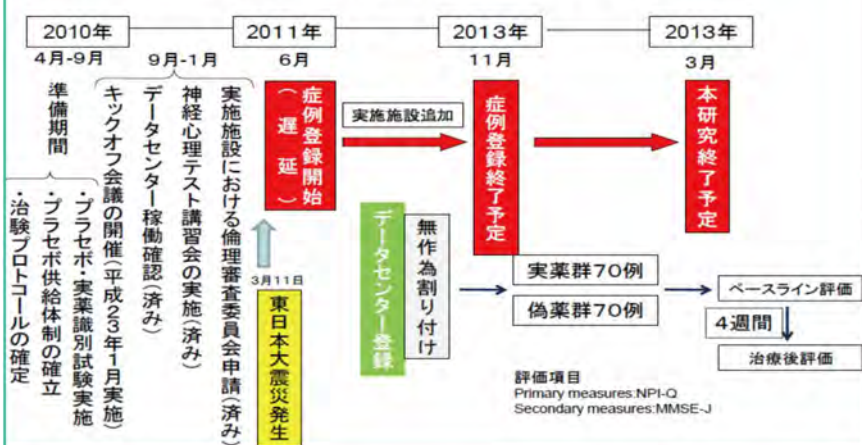 2010年
2011年
2013年
2013年
4月-9月
9月-1月
6月
11月
3月
準備期間
・治験プロトコールの確定
・プラセボ供給体制の確立
・プラセボ・実薬識別試験実施
キックオフ会議の開催(平成23年1月実施)
データセンター稼働確認(済み)
神経心理テスト講習会の実施(済み)
実施施設における倫理審査委員会申請(済み)
症例登録開始
(遅延)
実施施設追加
症例登録終了予定
本研究終了予定
3月11日
東日本大震災発生
データセンター登録
無作為割り付け
実薬群70例
偽薬群70例
ベースライン評価
4週間
治療後評価
評価項目
Primary measures:NPI-Q
Secondary measures:MMSE-J